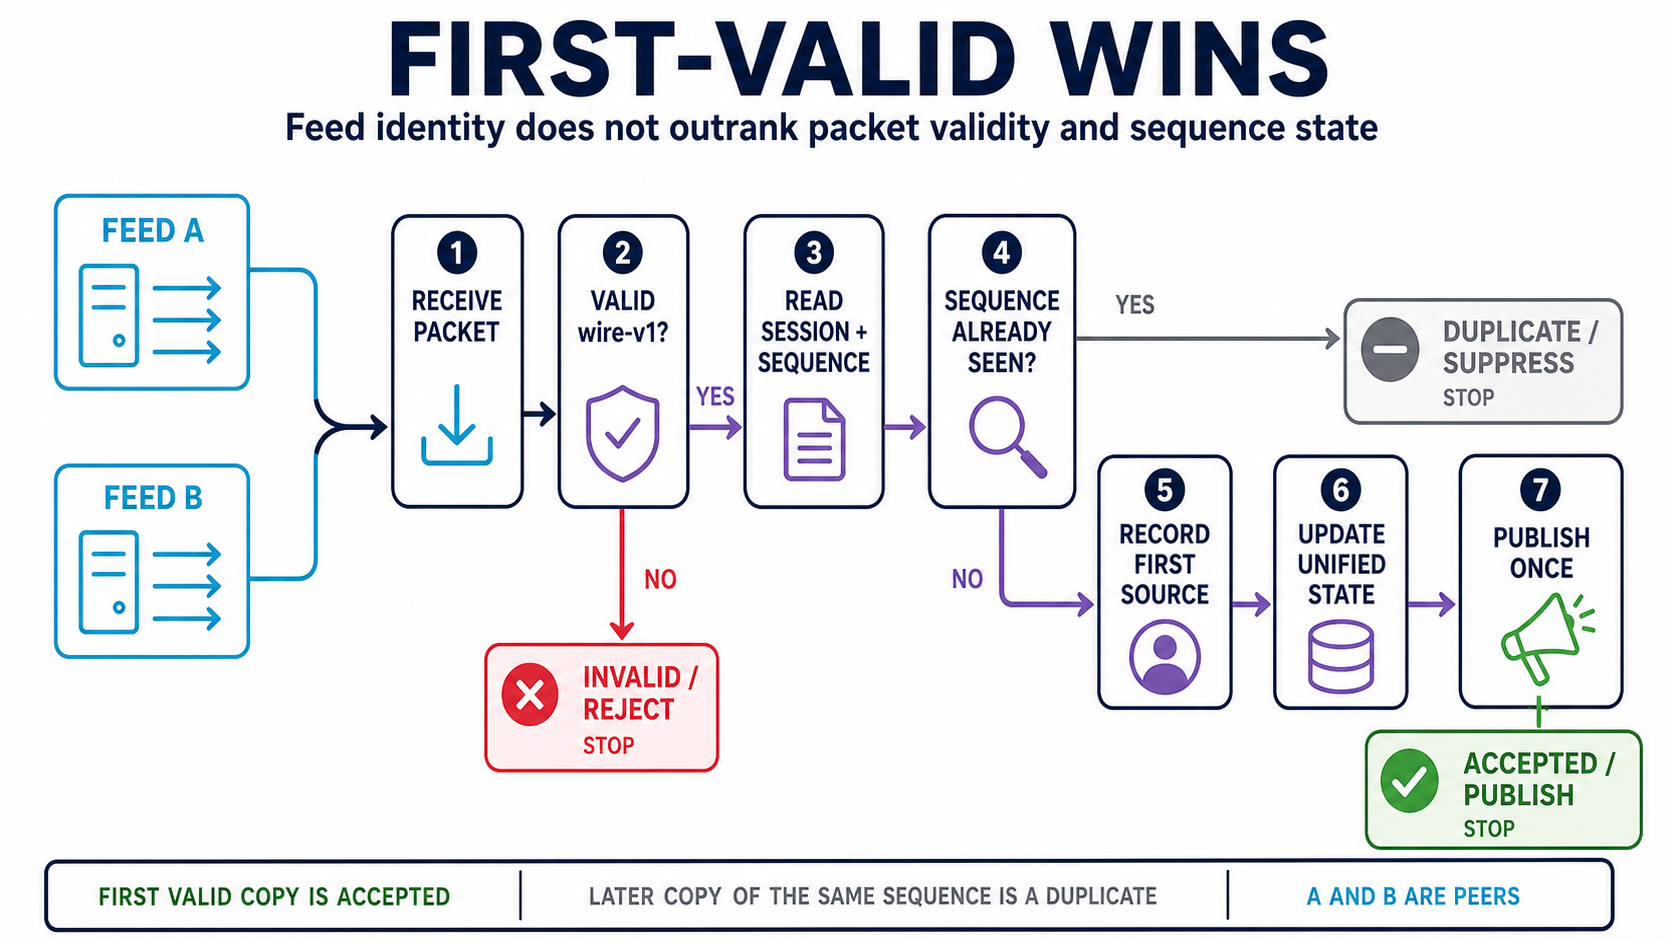 FIRST-VALID WINS
Feed identity does not outrank packet validity and sequence state
FEED A
FEED B
1
RECEIVE
PACKET
2
VALID
wire-v1?
YES
NO
INVALID /
REJECT
STOP
3
READ
SESSION +
SEQUENCE
4
SEQUENCE
ALREADY
SEEN?
YES
DUPLICATE /
SUPPRESS
STOP
NO
5
RECORD
FIRST
SOURCE
6
UPDATE
UNIFIED
STATE
7
PUBLISH
ONCE
ACCEPTED /
PUBLISH
STOP
FIRST VALID COPY IS ACCEPTED
LATER COPY OF THE SAME SEQUENCE IS A DUPLICATE
A AND B ARE PEERS